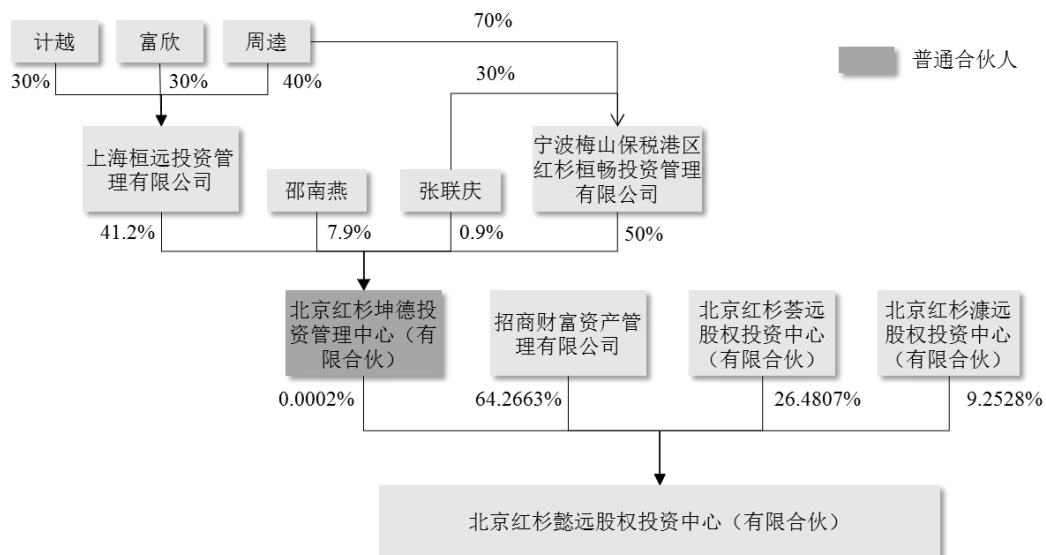 70%
计越
富欣
周逵
普通合伙人
30%
30%
40%
30%
上海桓远投资管
理有限公司
宁波梅山保税港区
红杉桓畅投资管理
有限公司
邵南燕
张联庆
41.2%
7.9%
0.9%
50%
北京红杉坤德投
资管理中心（有
限合伙）
招商财富资产管
理有限公司
北京红杉荟远
股权投资中心
（有限合伙）
北京红杉溓远
股权投资中心
（有限合伙）
0.0002%
64.2663%
26.4807%
9.2528%
北京红杉懿远股权投资中心（有限合伙）